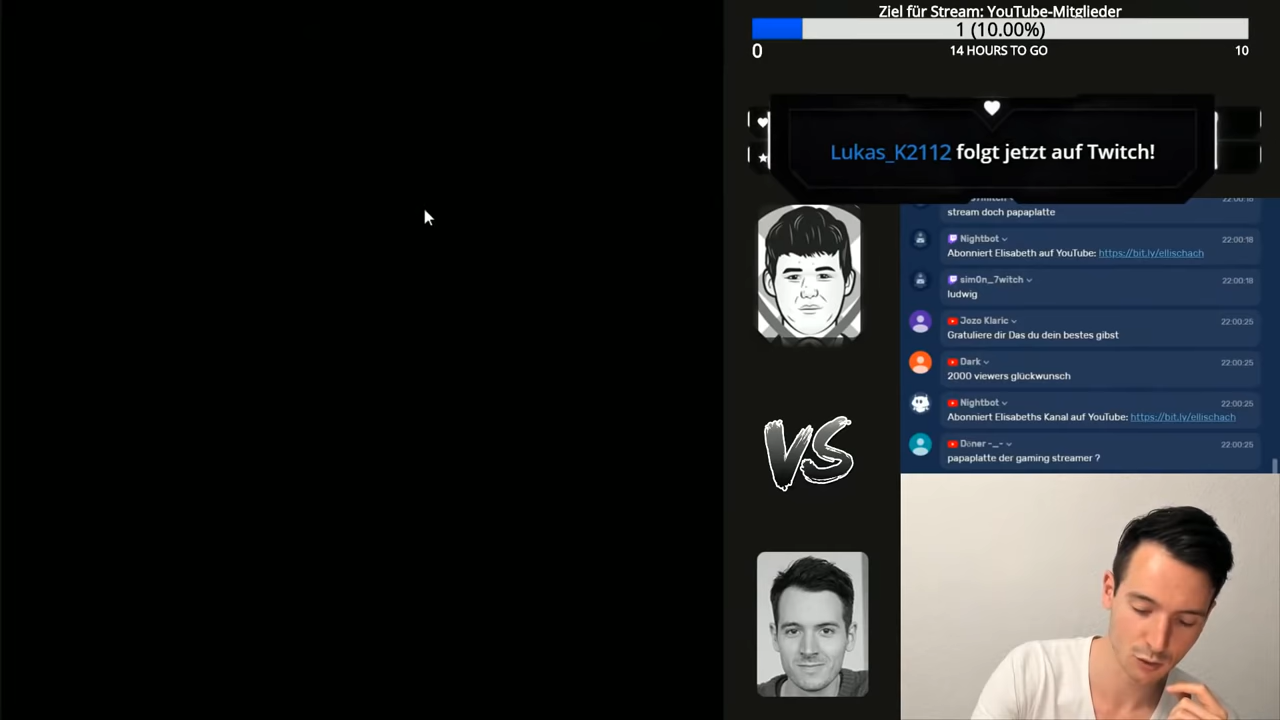 Ziel für Stream: YouTube-Mitglieder
1 (10.00%)
0
14 HOURS TO GO
10
Lukas_K2112 folgt jetzt auf Twitch!
stream doch papaplatte
Nightbot
22:00:18
Abonniert Elisabeth auf YouTube: https://bit.ly/ellischach
sim0n_7witch
22:00:18
ludwig
Jozo Klaric
22:00:25
Gratuliere dir Das du dein bestes gibst
Dark
22:00:25
2000 viewers glückwunsch
Nightbot
22:00:25
Abonniert Elisabeths Kanal auf YouTube: https://bit.ly/ellischach
Döner -_-
22:00:25
papaplatte der gaming streamer ?
VS